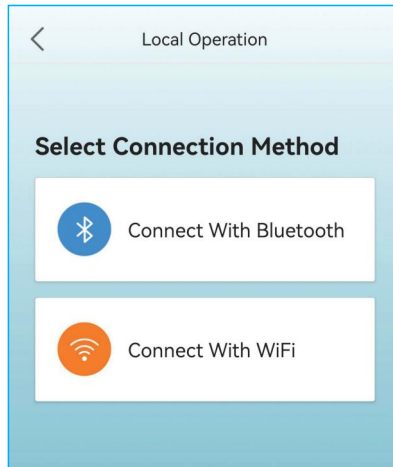 Local Operation
Select Connection Method
Connect With Bluetooth
Connect With WiFi